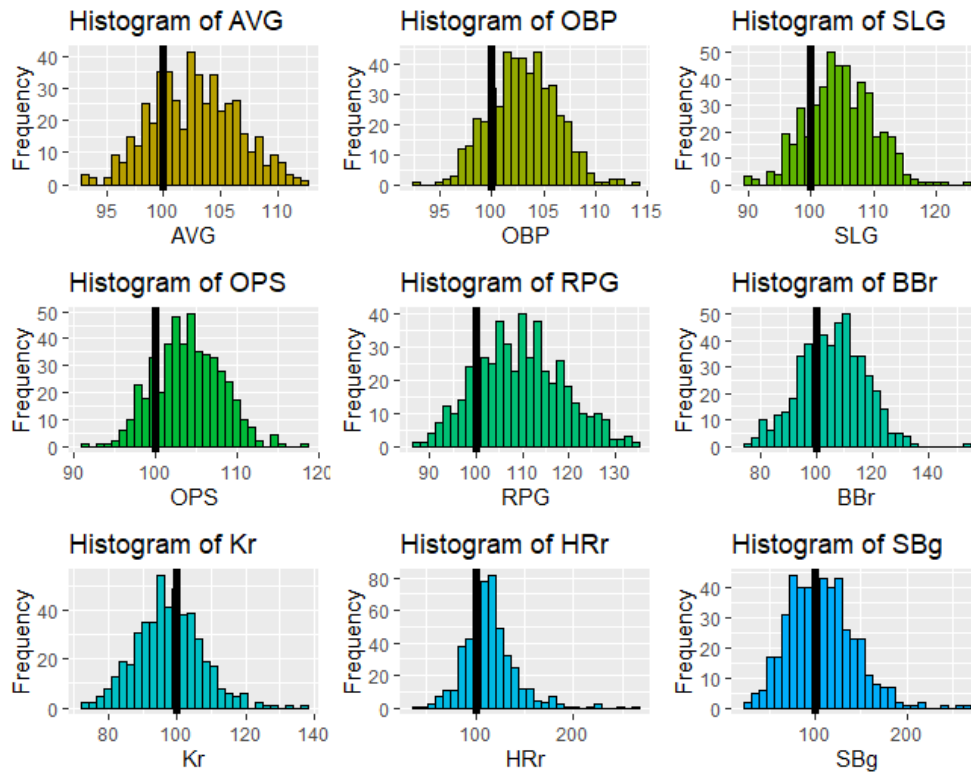 Histogram of AVG
Frequency
40
30
20
10
0
95 100 105 110
AVG
Histogram of OBP
Frequency
40
30
20
10
0
95 100 105 110 115
OBP
Histogram of SLG
Frequency
50
40
30
20
10
0
90 100 110 120
SLG
Histogram of OPS
Frequency
50
40
30
20
10
0
90 100 110 120
OPS
Histogram of RPG
Frequency
40
30
20
10
0
90 100 110 120 130
RPG
Histogram of BBr
Frequency
50
40
30
20
10
0
80 100 120 140
BBr
Histogram of Kr
Frequency
40
20
0
80 100 120 140
Kr
Histogram of HRr
Frequency
80
60
40
20
0
100 200
HRr
Histogram of SBg
Frequency
40
30
20
10
0
100 200
SBg